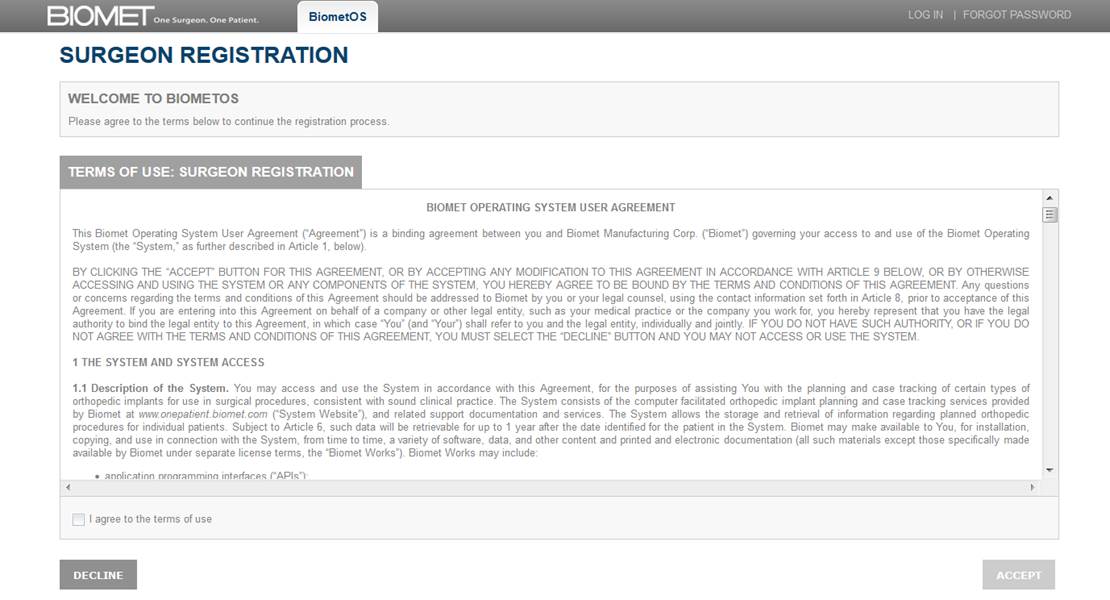 BIOMET One Surgeon. One Patient.
BiometOS
LOG IN | FORGOT PASSWORD
SURGEON REGISTRATION
WELCOME TO BIOMETOS
Please agree to the terms below to continue the registration process.
TERMS OF USE: SURGEON REGISTRATION
BIOMET OPERATING SYSTEM USER AGREEMENT
This Biomet Operating System User Agreement (“Agreement”) is a binding agreement between you and Biomet Manufacturing Corp. (“Biomet”) governing your access to and use of the Biomet Operating
System (the “System,” as further described in Article 1, below).
BY CLICKING THE “ACCEPT” BUTTON FOR THIS AGREEMENT, OR BY ACCEPTING ANY MODIFICATION TO THIS AGREEMENT IN ACCORDANCE WITH ARTICLE 9 BELOW, OR BY OTHERWISE
ACCESSING AND USING THE SYSTEM OR ANY COMPONENTS OF THE SYSTEM, YOU HEREBY AGREE TO BE BOUND BY THE TERMS AND CONDITIONS OF THIS AGREEMENT. Any questions
or concerns regarding the terms and conditions of this Agreement should be addressed to Biomet by you or your legal counsel, using the contact information set forth in Article 8, prior to acceptance of this
Agreement. If you are entering into this Agreement on behalf of a company or other legal entity, such as your medical practice or the company you work for, you hereby represent that you have the legal
authority to bind the legal entity to this Agreement, in which case “You” (and “Your”) shall refer to you and the legal entity, individually and jointly. IF YOU DO NOT HAVE SUCH AUTHORITY, OR IF YOU DO
NOT AGREE WITH THE TERMS AND CONDITIONS OF THIS AGREEMENT, YOU MUST SELECT THE “DECLINE” BUTTON AND YOU MAY NOT ACCESS OR USE THE SYSTEM.
1 THE SYSTEM AND SYSTEM ACCESS
1.1 Description of the System. You may access and use the System in accordance with this Agreement, for the purposes of assisting You with the planning and case tracking of certain types of
orthopedic implants for use in surgical procedures, consistent with sound clinical practice. The System consists of the computer facilitated orthopedic implant planning and case tracking services provided
by Biomet at www.onepatient.biomet.com (“System Website”), and related support documentation and services. The System allows the storage and retrieval of information regarding planned orthopedic
procedures for individual patients. Subject to Article 6, such data will be retrievable for up to 1 year after the date identified for the patient in the System. Biomet may make available to You, for installation,
copying, and use in connection with the System, from time to time, a variety of software, data, and other content and printed and electronic documentation (all such materials except those specifically made
available by Biomet under separate license terms, the “Biomet Works”). Biomet Works may include:
• application programming interfaces (“APIs”);
I agree to the terms of use
DECLINE
ACCEPT